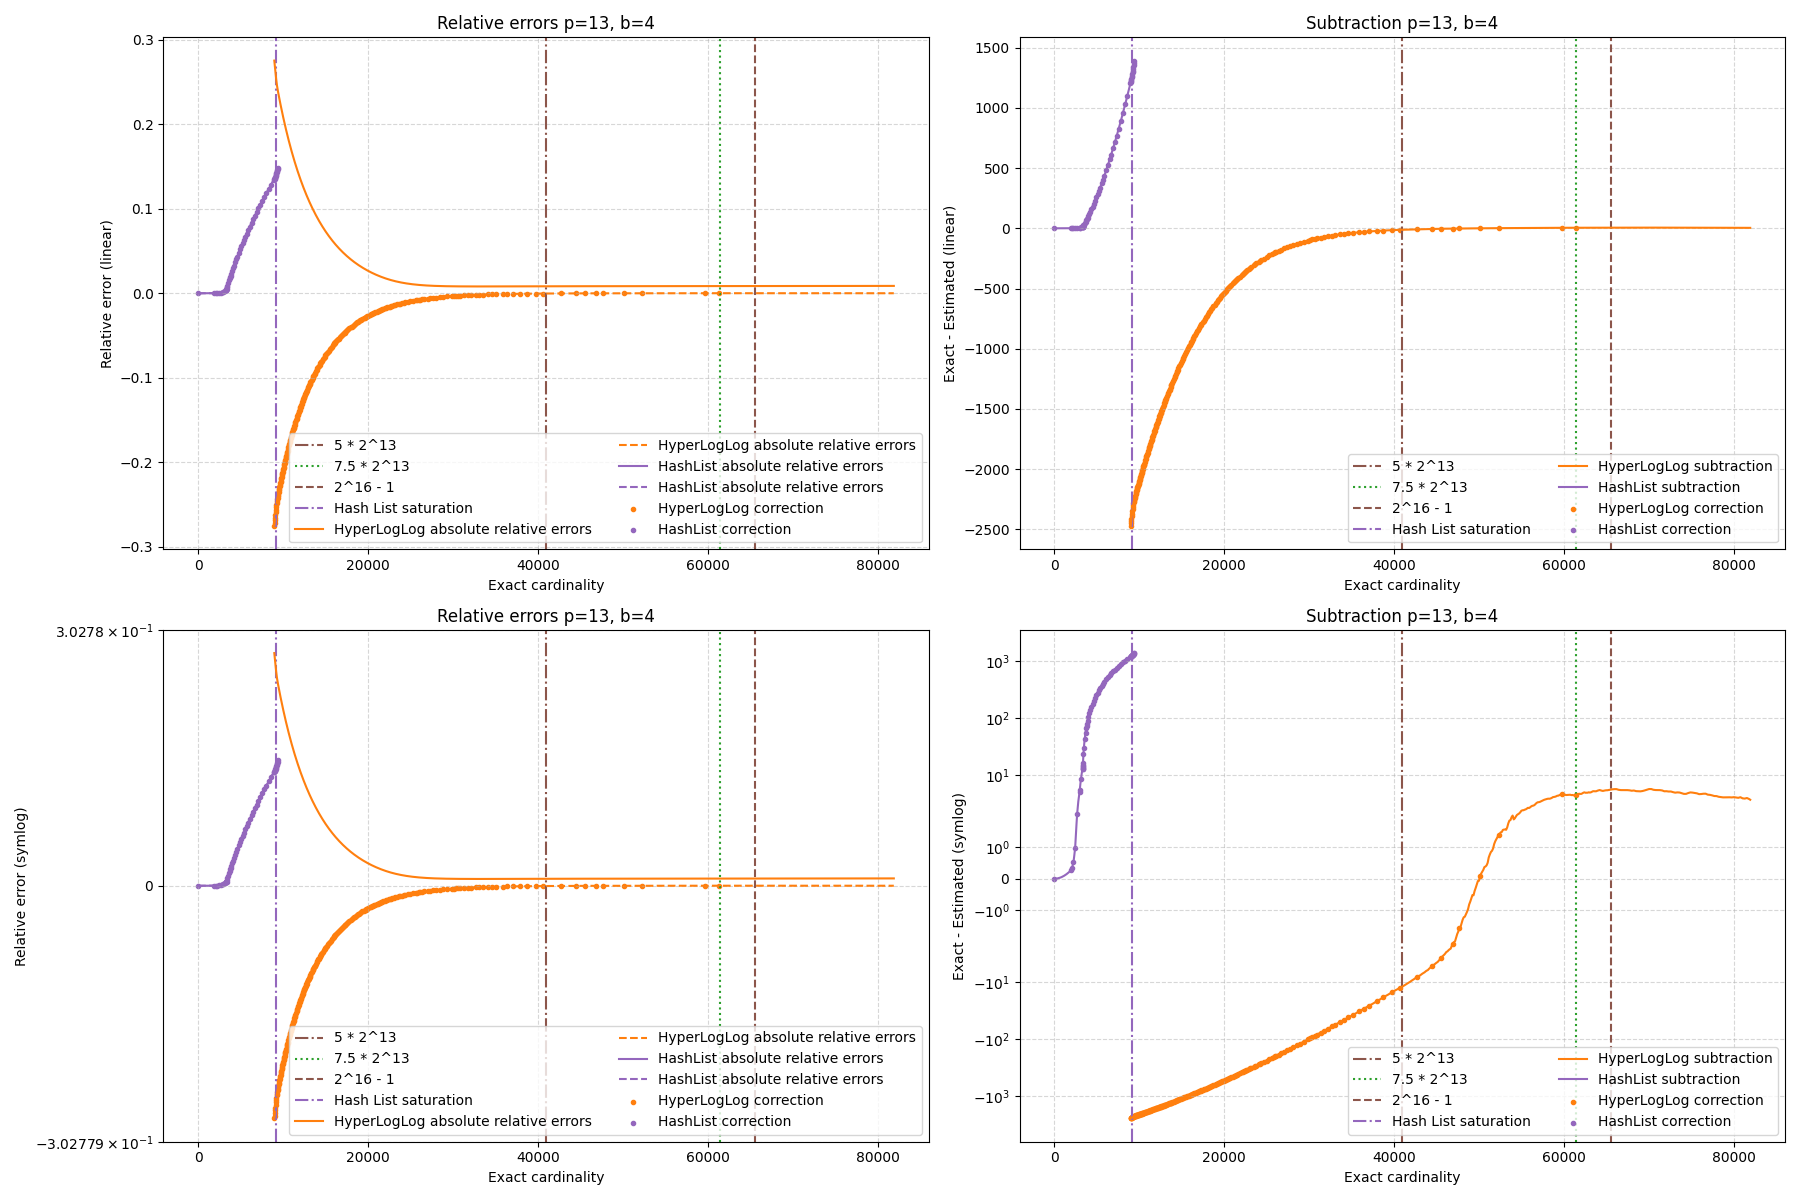 Relative errors p=13, b=4
0.3
0.2
0.1
0.0
−0.1
−0.2
−0.3
Relative error (linear)
0 20000 40000 60000 80000
Exact cardinality
5 * 2^13
7.5 * 2^13
2^16 - 1
Hash List saturation
HyperLogLog absolute relative errors
HyperLogLog absolute relative errors
HashList absolute relative errors
HashList absolute relative errors
HyperLogLog correction
HashList correction
Subtraction p=13, b=4
1500
1000
500
0
−500
−1000
−1500
−2000
−2500
Exact - Estimated (linear)
0 20000 40000 60000 80000
Exact cardinality
5 * 2^13
7.5 * 2^13
2^16 - 1
Hash List saturation
HyperLogLog subtraction
HashList subtraction
HyperLogLog correction
HashList correction
Relative errors p=13, b=4
3.0278 × 10^−1
0
−3.02779 × 10^−1
Relative error (symlog)
0 20000 40000 60000 80000
Exact cardinality
5 * 2^13
7.5 * 2^13
2^16 - 1
Hash List saturation
HyperLogLog absolute relative errors
HyperLogLog absolute relative errors
HashList absolute relative errors
HashList absolute relative errors
HyperLogLog correction
HashList correction
Subtraction p=13, b=4
10^3
10^2
10^1
10^0
0
−10^0
−10^1
−10^2
−10^3
Exact - Estimated (symlog)
0 20000 40000 60000 80000
Exact cardinality
5 * 2^13
7.5 * 2^13
2^16 - 1
Hash List saturation
HyperLogLog subtraction
HashList subtraction
HyperLogLog correction
HashList correction